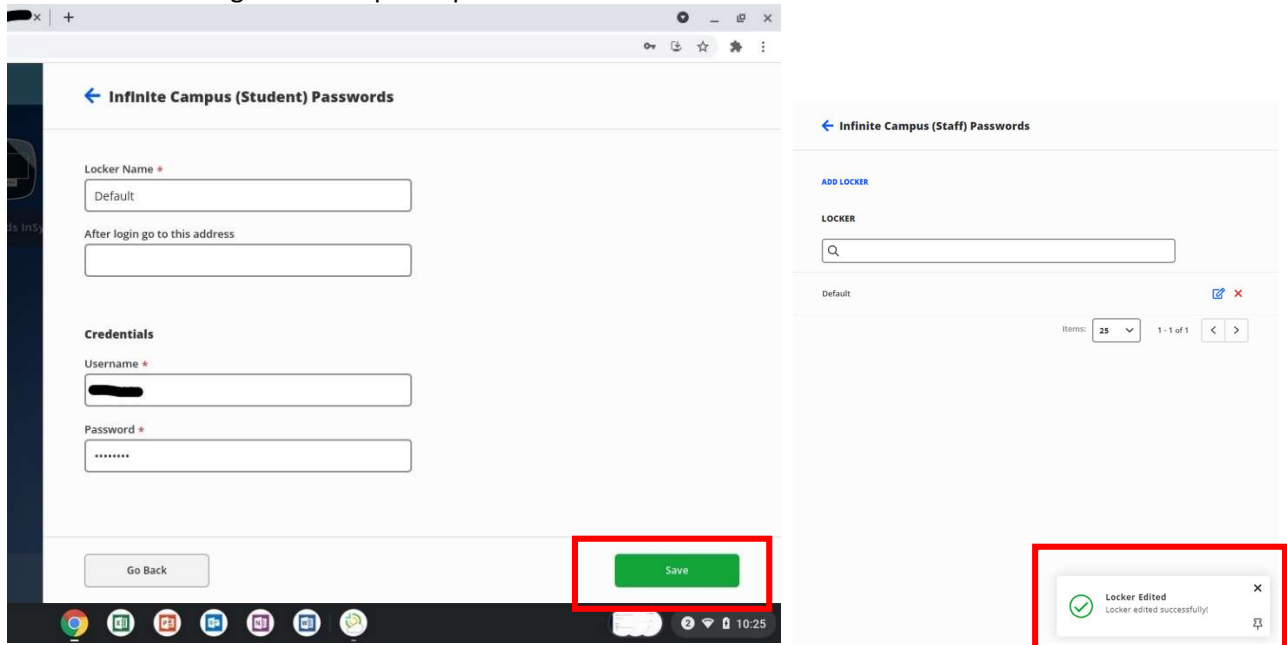 Infinite Campus (Student) Passwords
Locker Name *
Default
After login go to this address
Credentials
Username *
Password *
Go Back
Save
2
10:25
Infinite Campus (Staff) Passwords
ADD LOCKER
LOCKER
Default
Items: 25 1 - 1 of 1
Locker Edited
Locker edited successfully!